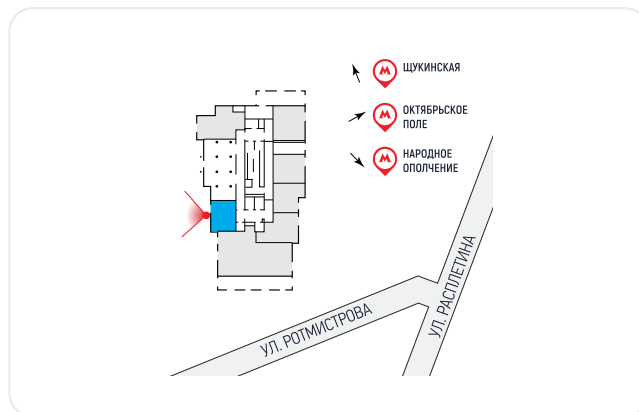 М ЩУКИНСКАЯ
М ОКТЯБРЬСКОЕ
ПОЛЕ
М НАРОДНОЕ
ОПОЛЧЕНИЕ
УЛ. РОТМИСТРОВА
УЛ. РАСПЛЕТИНА